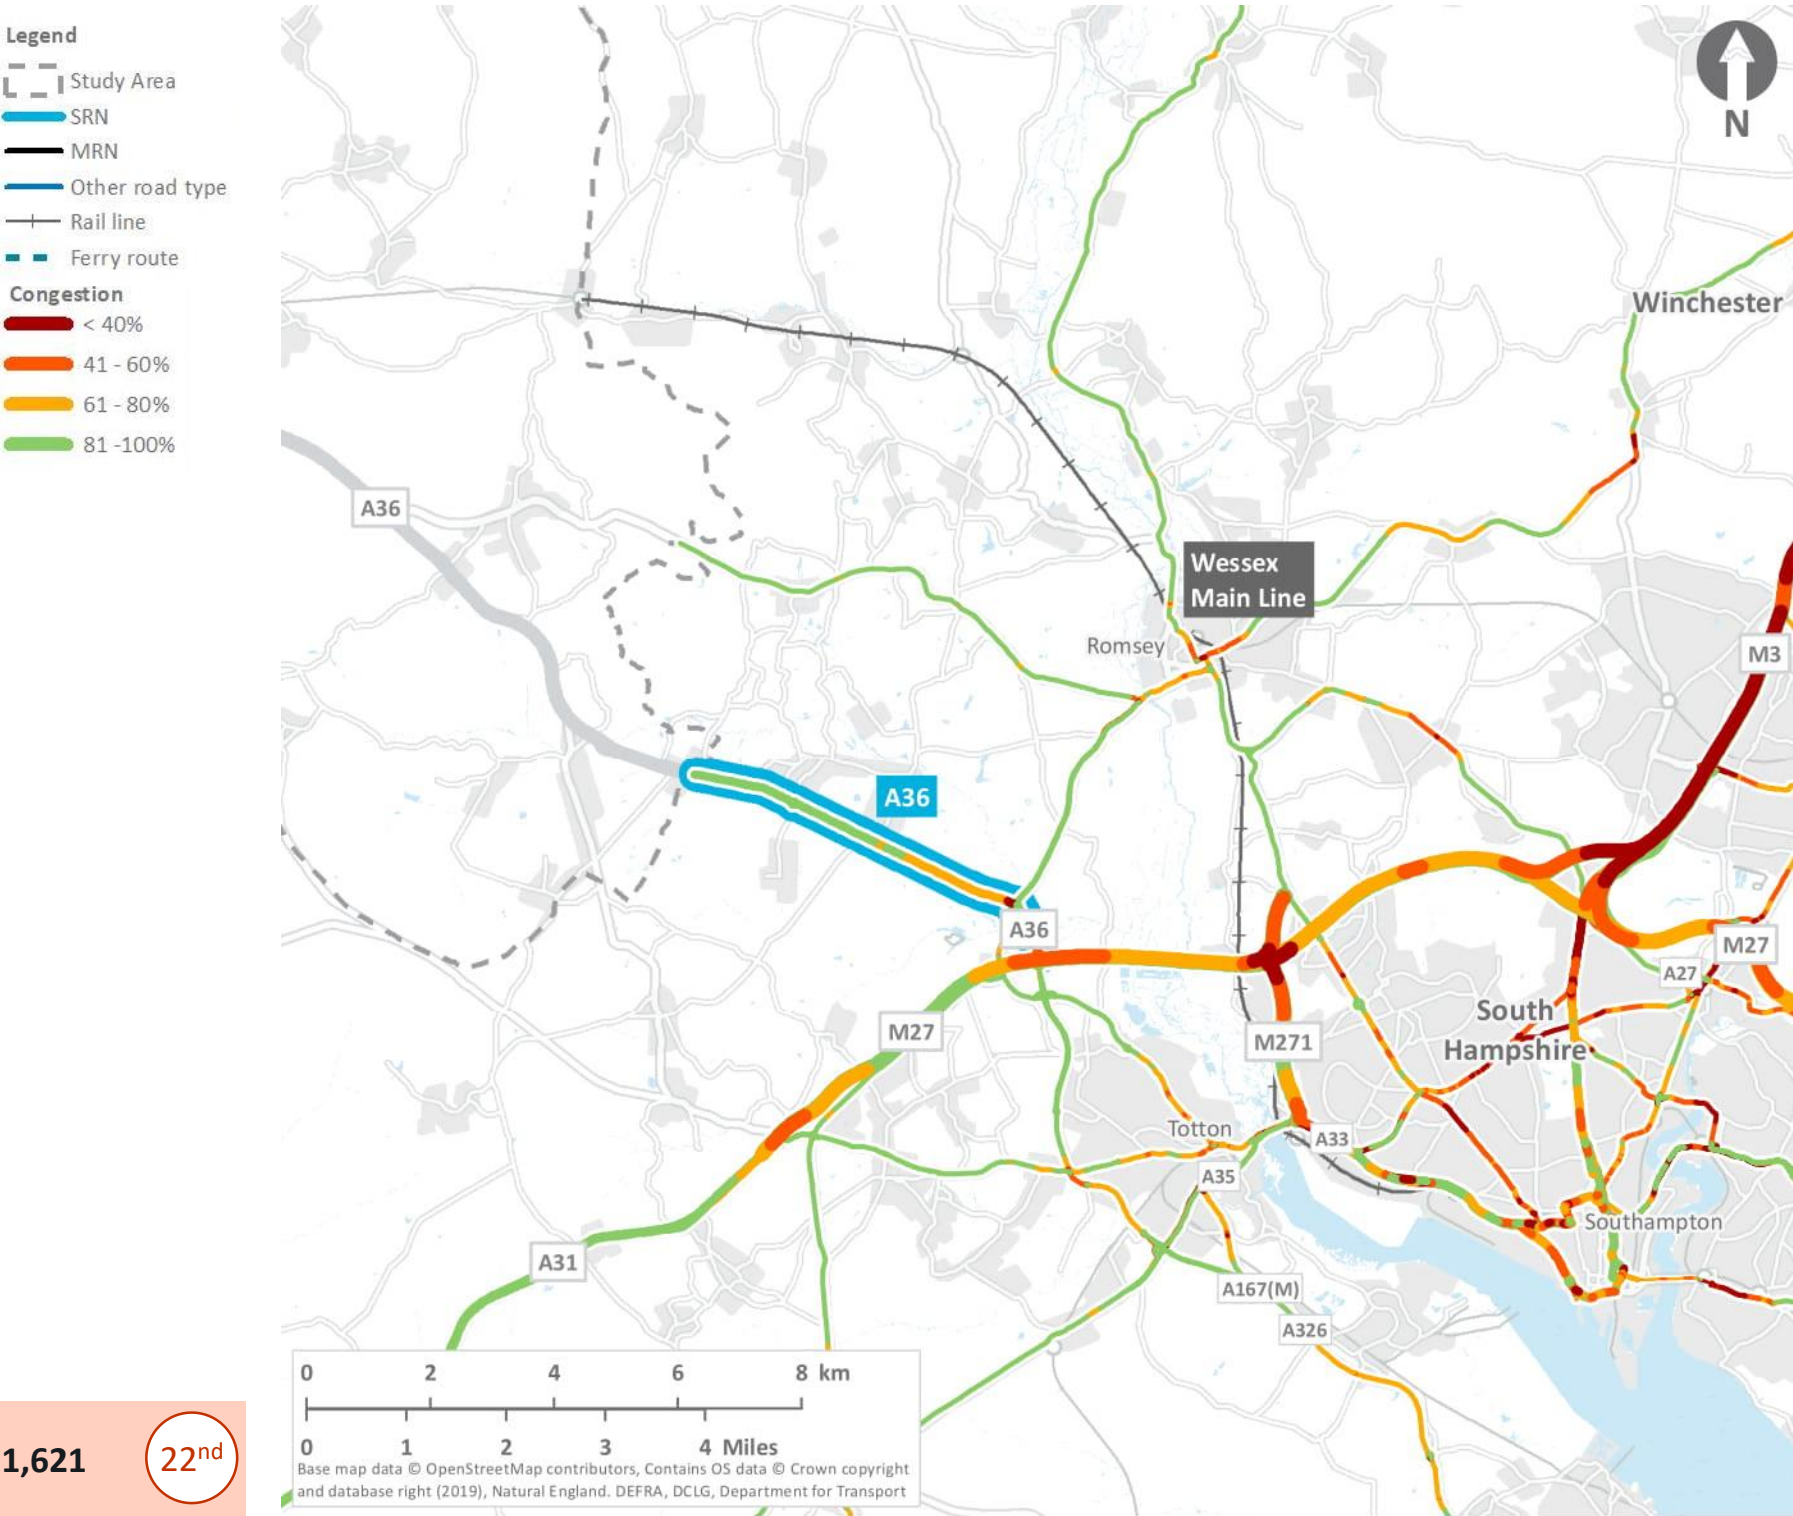 Legend
Study Area
SRN
MRN
Other road type
Rail line
Ferry route
Congestion
< 40%
41 - 60%
61 - 80%
81 -100%
1,621
22nd
N
Winchester
A36
Wessex
Main Line
Romsey
M3
A36
A36
M27
A27
South
Hampshire
M27
M271
Totton
A33
A35
Southampton
A31
A167(M)
A326
0 2 4 6 8 km
0 1 2 3 4 Miles
Base map data © OpenStreetMap contributors, Contains OS data © Crown copyright
and database right (2019), Natural England. DEFRA, DCLG, Department for Transport